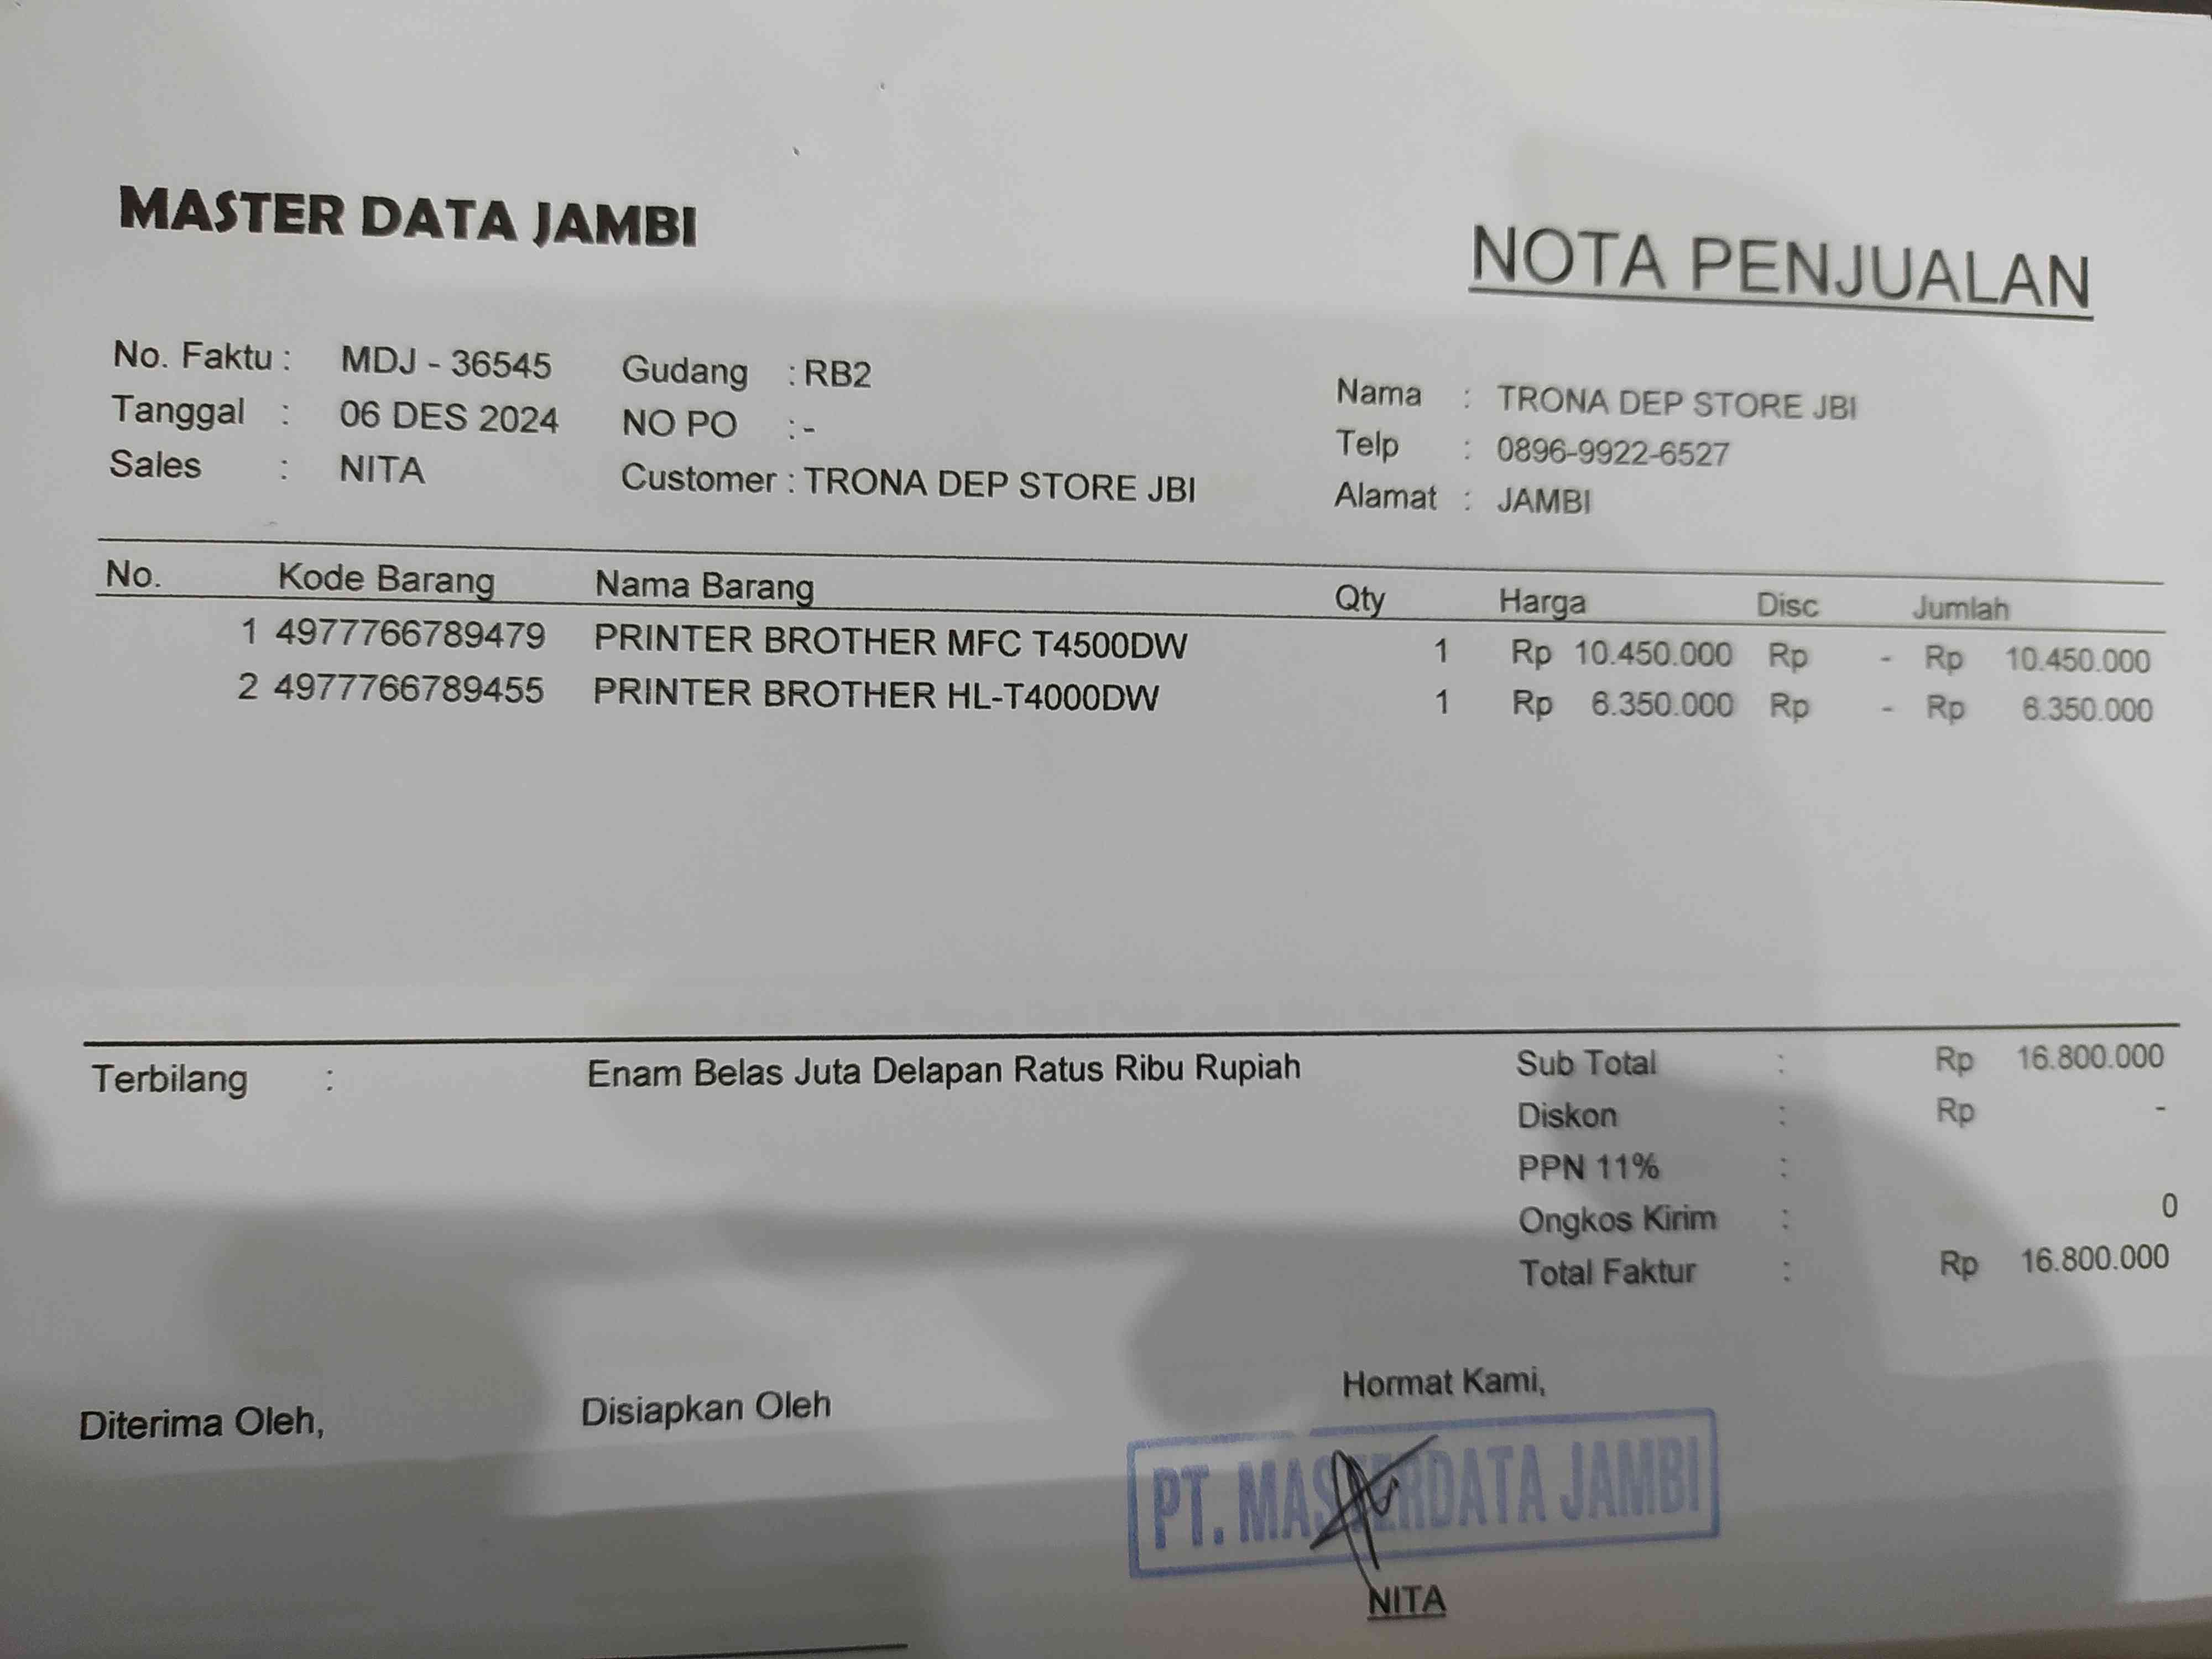 MASTER DATA JAMBI
NOTA PENJUALAN
No. Faktu : MDJ - 36545 Gudang : RB2
Tanggal : 06 DES 2024 NO PO : -
Sales : NITA Customer : TRONA DEP STORE JBI
Nama : TRONA DEP STORE JBI
Telp : 0896-9922-6527
Alamat : JAMBI
No. Kode Barang Nama Barang Qty Harga Disc Jumlah
1 4977766789479 PRINTER BROTHER MFC T4500DW 1 Rp 10.450.000 Rp - Rp 10.450.000
2 4977766789455 PRINTER BROTHER HL-T4000DW 1 Rp 6.350.000 Rp - Rp 6.350.000
Terbilang : Enam Belas Juta Delapan Ratus Ribu Rupiah
Sub Total : Rp 16.800.000
Diskon : Rp -
PPN 11% :
Ongkos Kirim : 0
Total Faktur : Rp 16.800.000
Diterima Oleh, Disiapkan Oleh Hormat Kami,
PT. MASTERDATA JAMBI
NITA